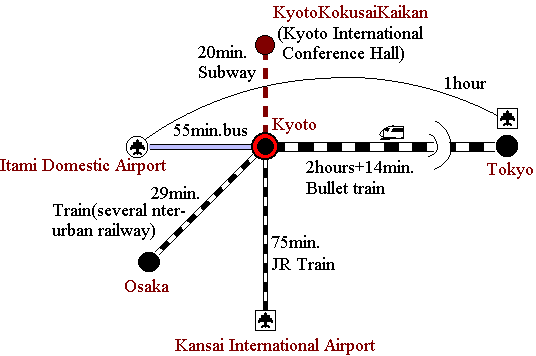 KyotoKokusaiKaikan
(Kyoto International
Conference Hall)
20min.
Subway
1hour
55min.bus
Kyoto
Itami Domestic Airport
2hours+14min.
Bullet train
Tokyo
29min.
Train(several nter-
urban railway)
75min.
JR Train
Osaka
Kansai International Airport